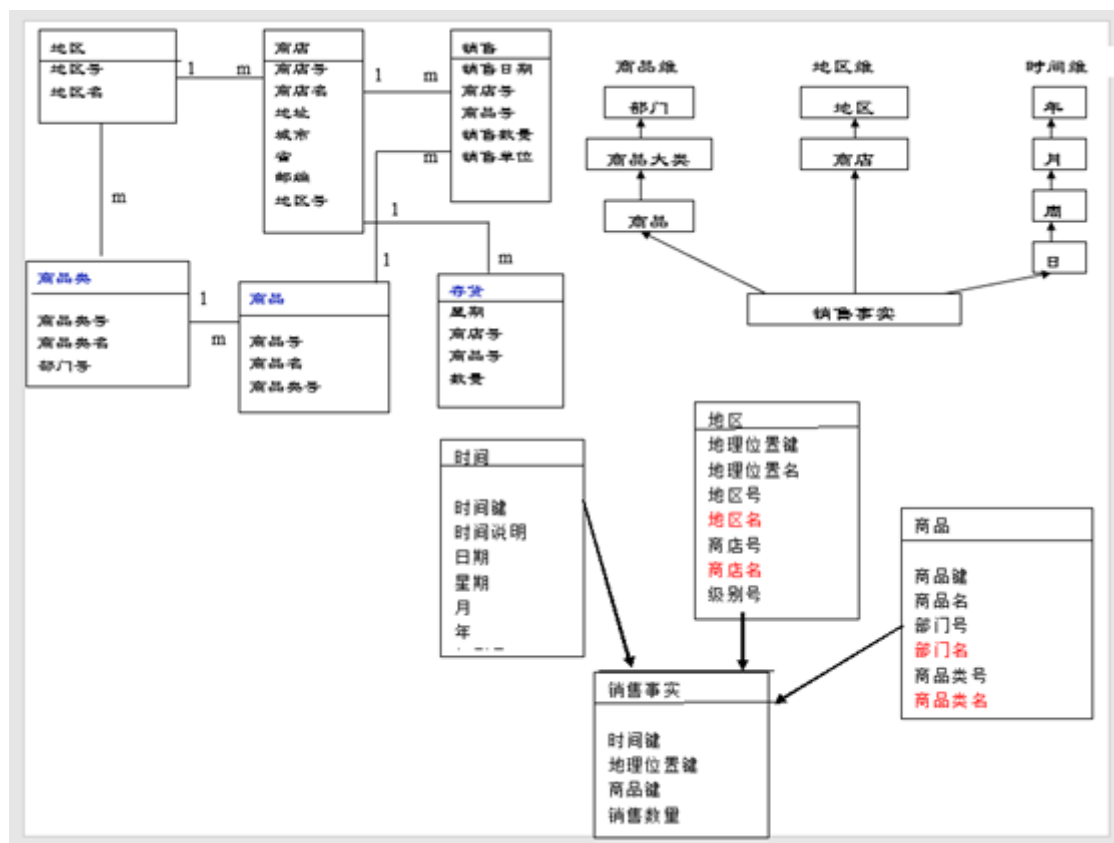 地区
地区号
地区名
1
m
商店
商店号
商店名
地址
城市
省
邮编
地区号
1
m
销售
销售日期
商店号
商品号
销售数量
销售单位
m
1
m
1
m
商品类
商品类号
商品类名
部门号
1
m
商品
商品号
商品名
商品类号
存货
星期
商店号
商品号
数量
商品维
地区维
时间维
部门
地区
年
商品大类
商店
月
商品
周
日
销售事实
时间
时间键
时间说明
日期
星期
月
年
地区
地理位置键
地理位置名
地区号
地区名
商店号
商店名
级别号
商品
商品键
商品名
部门号
部门名
商品类号
商品类名
销售事实
时间键
地理位置键
商品键
销售数量